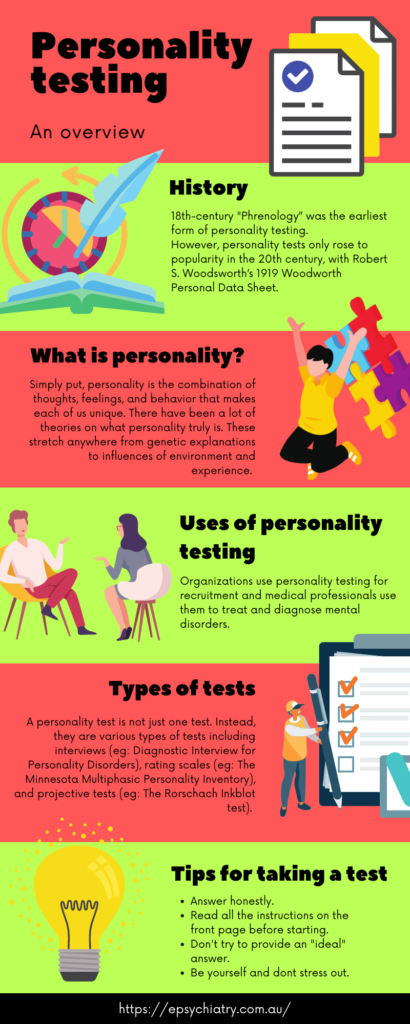 Personality
testing
An overview
History
18th-century "Phrenology” was the earliest
form of personality testing.
However, personality tests only rose to
popularity in the 20th century, with Robert
S. Woodsworth’s 1919 Woodworth
Personal Data Sheet.
What is personality?
Simply put, personality is the combination of
thoughts, feelings, and behavior that makes
each of us unique. There have been a lot of
theories on what personality truly is. These
stretch anywhere from genetic explanations
to influences of environment and
experience.
Uses of personality
testing
Organizations use personality testing for
recruitment and medical professionals use
them to treat and diagnose mental
disorders.
Types of tests
A personality test is not just one test. Instead,
they are various types of tests including
interviews (eg: Diagnostic Interview for
Personality Disorders), rating scales (eg: The
Minnesota Multiphasic Personality Inventory),
and projective tests (eg: The Rorschach Inkblot
test).
Tips for taking a test
• Answer honestly.
• Read all the instructions on the
front page before starting.
• Don't try to provide an "ideal"
answer.
• Be yourself and dont stress out.
https://epsychiatry.com.au/